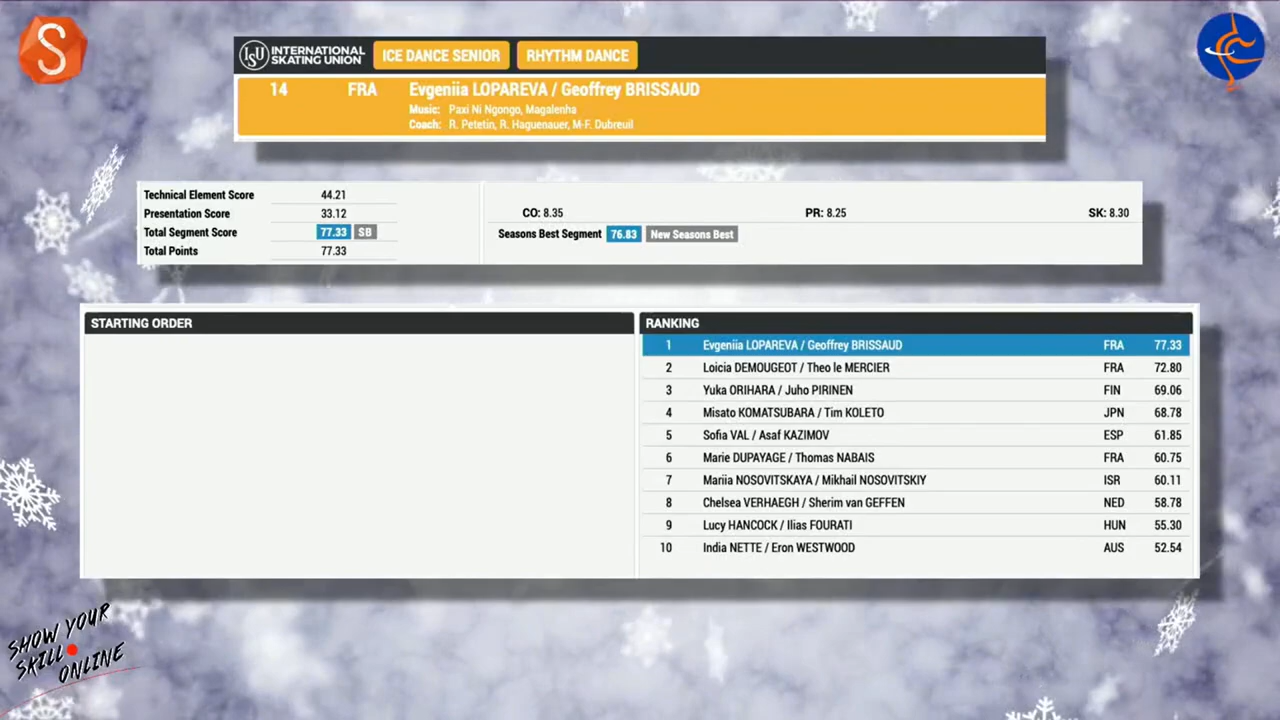 S
ISU INTERNATIONAL SKATING UNION ICE DANCE SENIOR RHYTHM DANCE
14 FRA Evgeniia LOPAREVA / Geoffrey BRISSAUD
Music: Paxi Ni Ngongo, Magalenha
Coach: R. Petetin, R. Haguenauer, M-F. Dubreuil
Technical Element Score 44.21
Presentation Score 33.12
Total Segment Score 77.33 SB
Total Points 77.33
CO: 8.35 PR: 8.25 SK: 8.30
Seasons Best Segment 76.83 New Seasons Best
STARTING ORDER
RANKING
1 Evgeniia LOPAREVA / Geoffrey BRISSAUD FRA 77.33
2 Loicia DEMOUGEOT / Theo le MERCIER FRA 72.80
3 Yuka ORIHARA / Juho PIRINEN FIN 69.06
4 Misato KOMATSUBARA / Tim KOLETO JPN 68.78
5 Sofia VAL / Asaf KAZIMOV ESP 61.85
6 Marie DUPAYAGE / Thomas NABAIS FRA 60.75
7 Mariia NOSOVITSKAYA / Mikhail NOSOVITSKIY ISR 60.11
8 Chelsea VERHAEGH / Sherim van GEFFEN NED 58.78
9 Lucy HANCOCK / Ilias FOURATI HUN 55.30
10 India NETTE / Eron WESTWOOD AUS 52.54
SHOW YOUR
SKILL
ONLINE